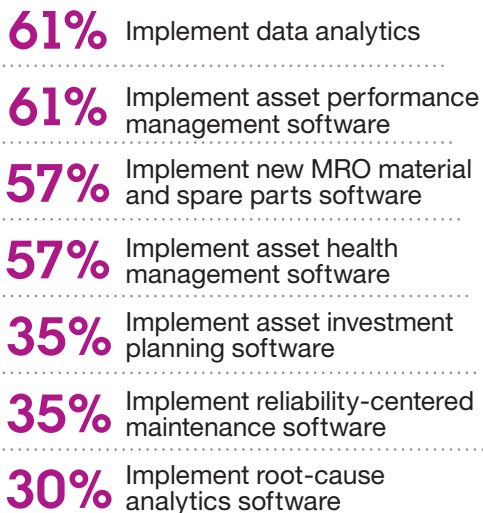 61% Implement data analytics
61% Implement asset performance
management software
57% Implement new MRO material
and spare parts software
57% Implement asset health
management software
35% Implement asset investment
planning software
35% Implement reliability-centered
maintenance software
30% Implement root-cause
analytics software